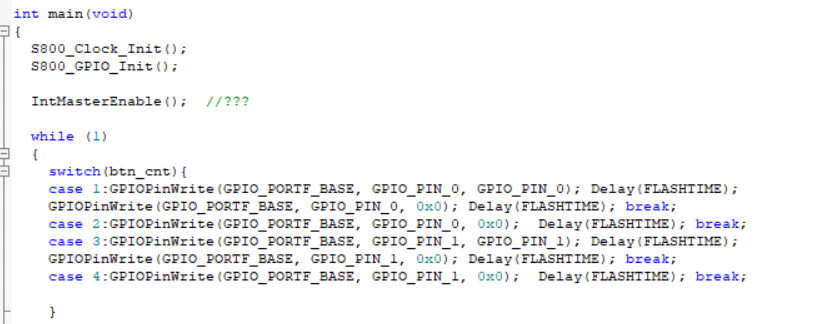 int main(void)
{
S800_Clock_Init();
S800_GPIO_Init();
IntMasterEnable();  //???
while (1)
{
switch(btn_cnt){
case 1:GPIOPinWrite(GPIO_PORTF_BASE, GPIO_PIN_0, GPIO_PIN_0); Delay(FLASHTIME);
GPIOPinWrite(GPIO_PORTF_BASE, GPIO_PIN_0, 0x0); Delay(FLASHTIME); break;
case 2:GPIOPinWrite(GPIO_PORTF_BASE, GPIO_PIN_0, 0x0);  Delay(FLASHTIME); break;
case 3:GPIOPinWrite(GPIO_PORTF_BASE, GPIO_PIN_1, GPIO_PIN_1); Delay(FLASHTIME);
GPIOPinWrite(GPIO_PORTF_BASE, GPIO_PIN_1, 0x0); Delay(FLASHTIME); break;
case 4:GPIOPinWrite(GPIO_PORTF_BASE, GPIO_PIN_1, 0x0);  Delay(FLASHTIME); break;
}